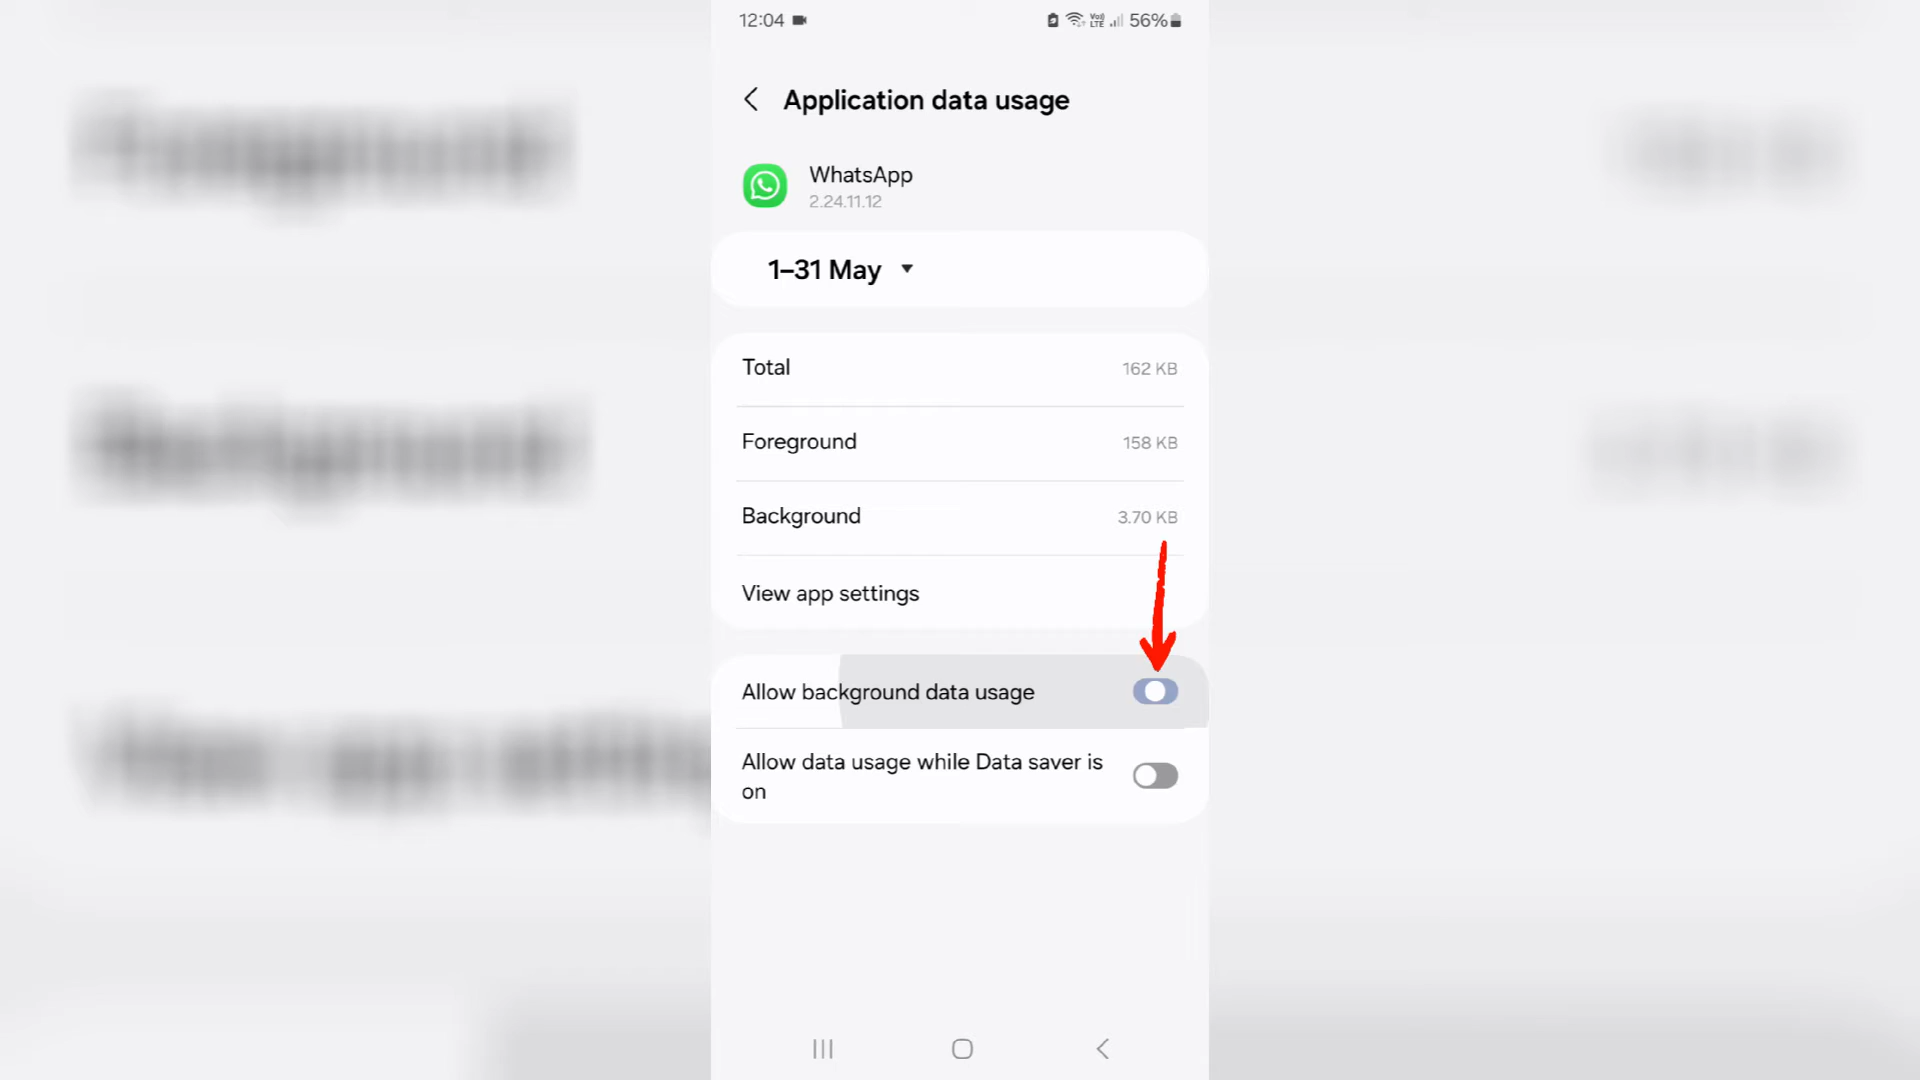 12:04
Vo)) LTE 56%
Application data usage
WhatsApp
2.24.11.12
1–31 May
Total 162 KB
Foreground 158 KB
Background 3.70 KB
View app settings
Allow background data usage
Allow data usage while Data saver is
on